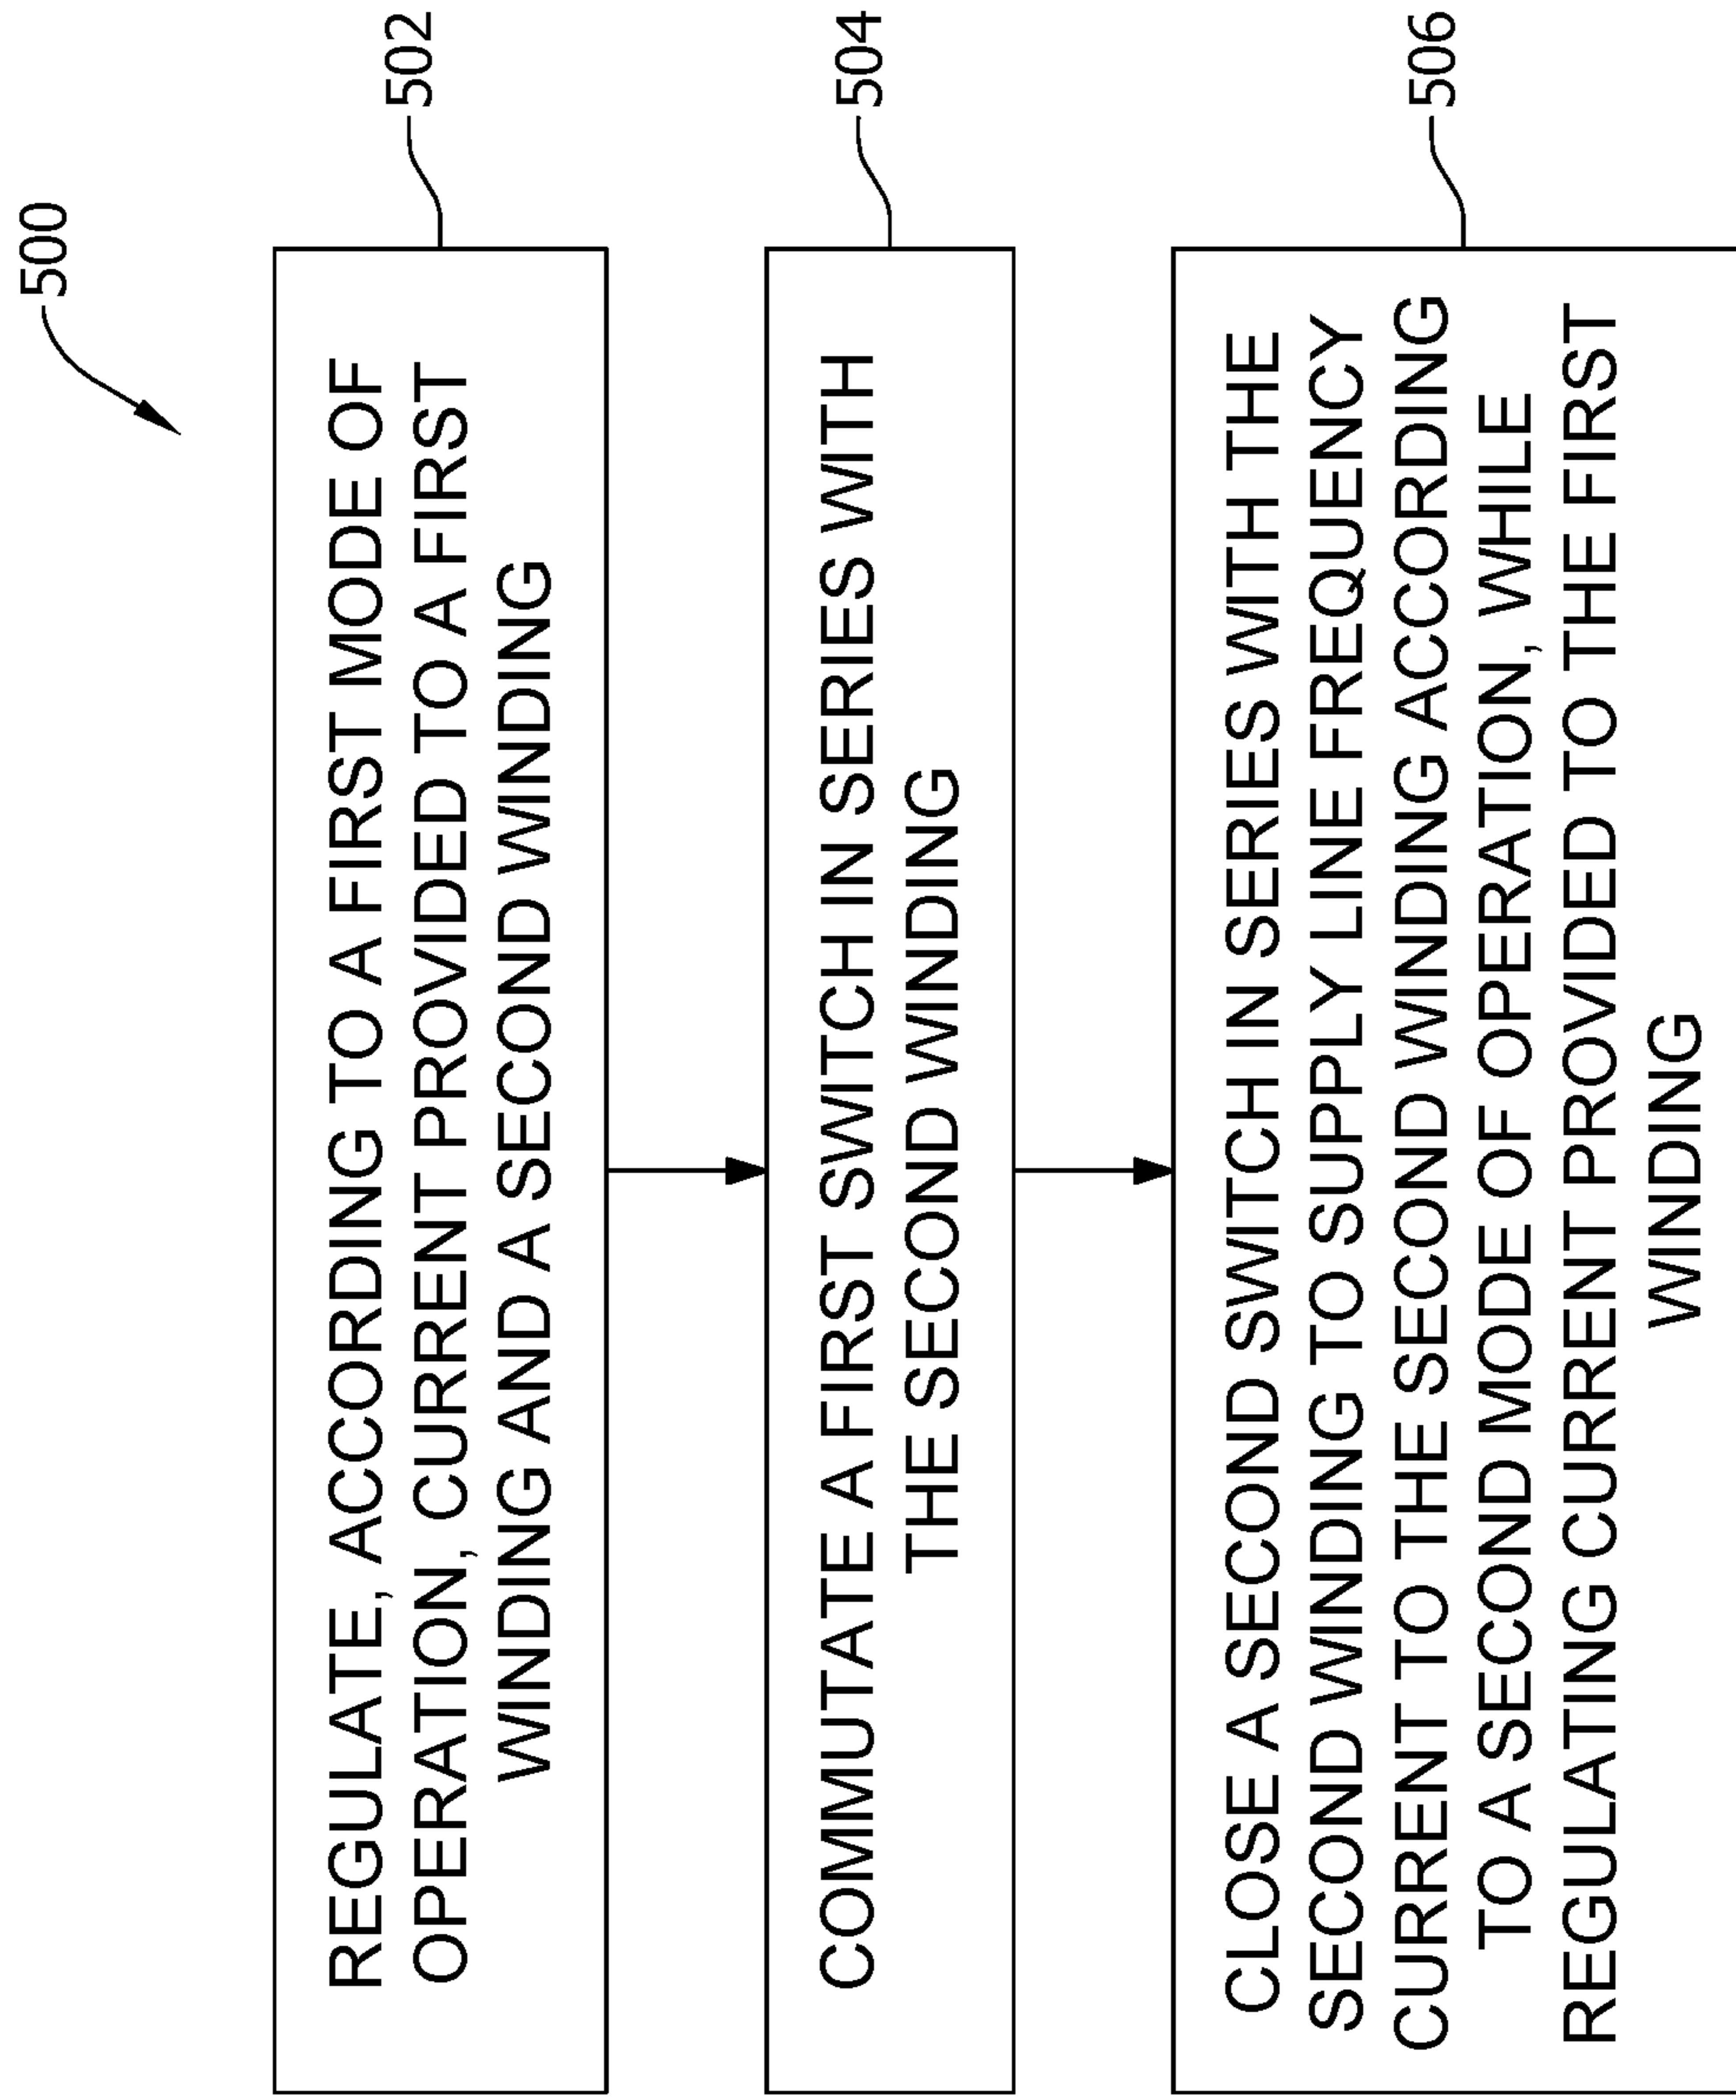 500
502
REGULATE, ACCORDING TO A FIRST MODE OF
OPERATION, CURRENT PROVIDED TO A FIRST
WINDING AND A SECOND WINDING
504
COMMUTATE A FIRST SWITCH IN SERIES WITH
THE SECOND WINDING
506
CLOSE A SECOND SWITCH IN SERIES WITH THE
SECOND WINDING TO SUPPLY LINE FREQUENCY
CURRENT TO THE SECOND WINDING ACCORDING
TO A SECOND MODE OF OPERATION, WHILE
REGULATING CURRENT PROVIDED TO THE FIRST
WINDING